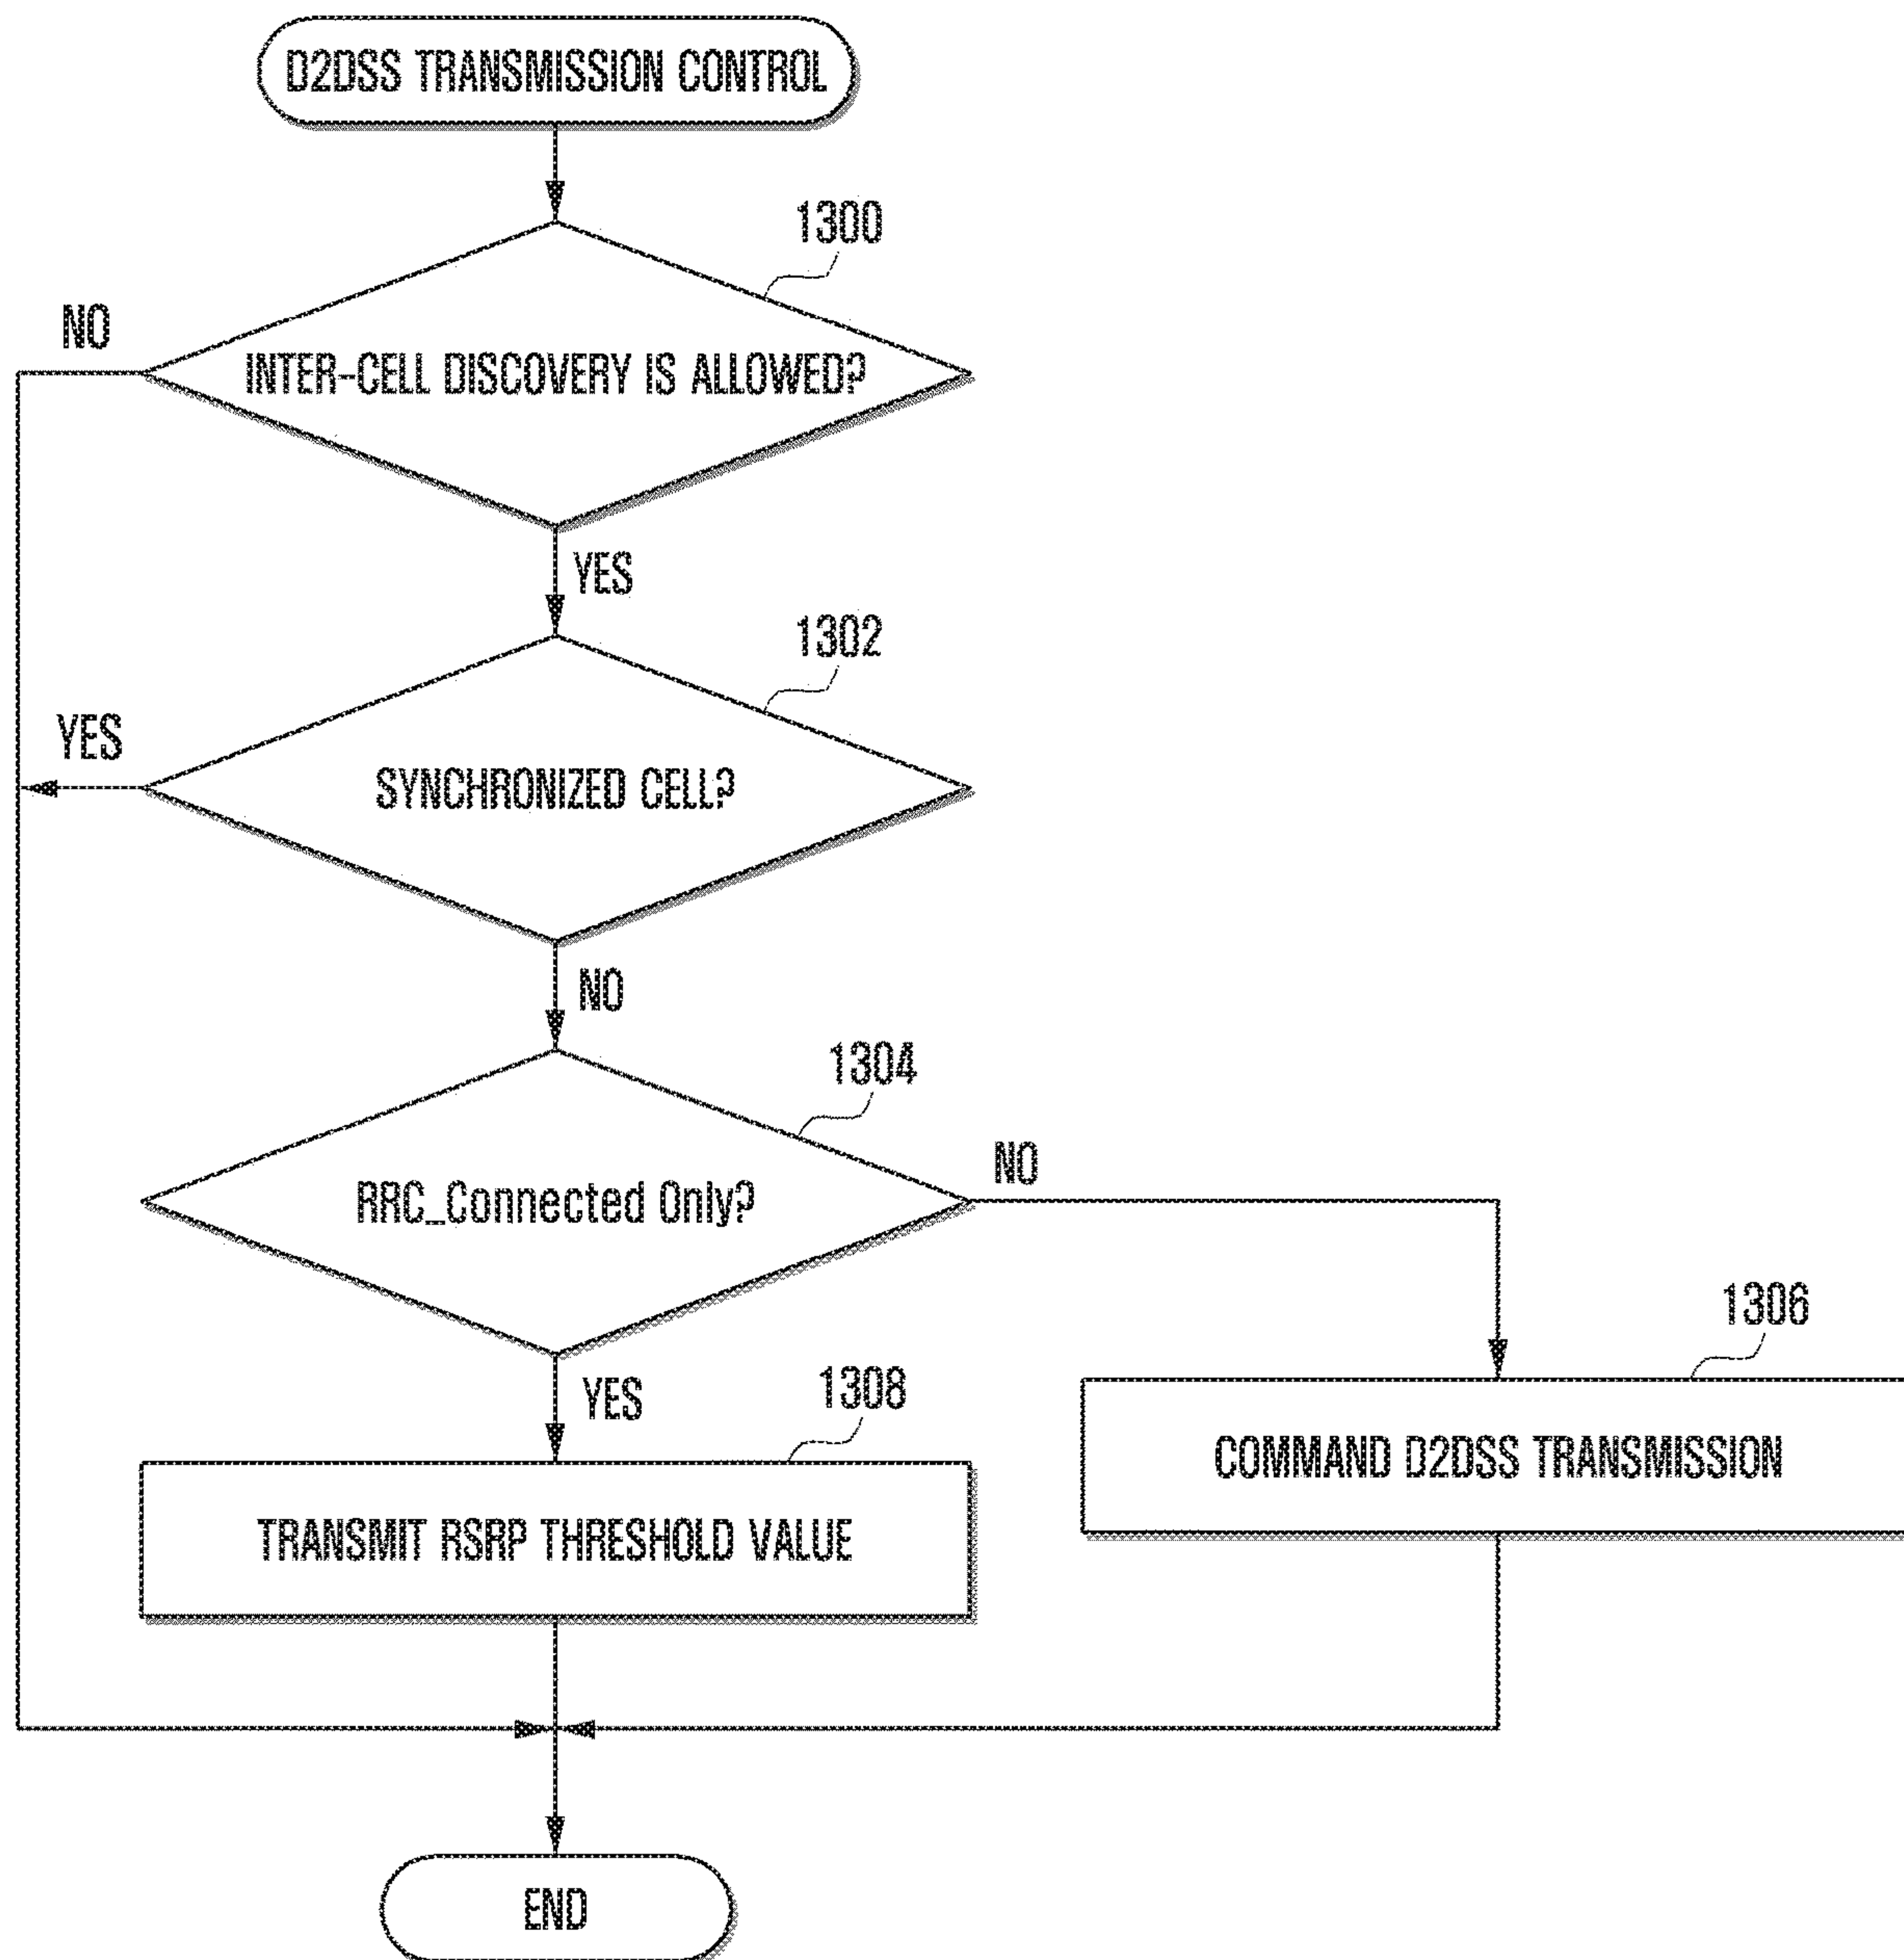 D2DSS TRANSMISSION CONTROL
1300
NO
INTER-CELL DISCOVERY IS ALLOWED?
YES
1302
YES
SYNCHRONIZED CELL?
NO
1304
NO
RRC_Connected Only?
1306
YES
1308
COMMAND D2DSS TRANSMISSION
TRANSMIT RSRP THRESHOLD VALUE
END